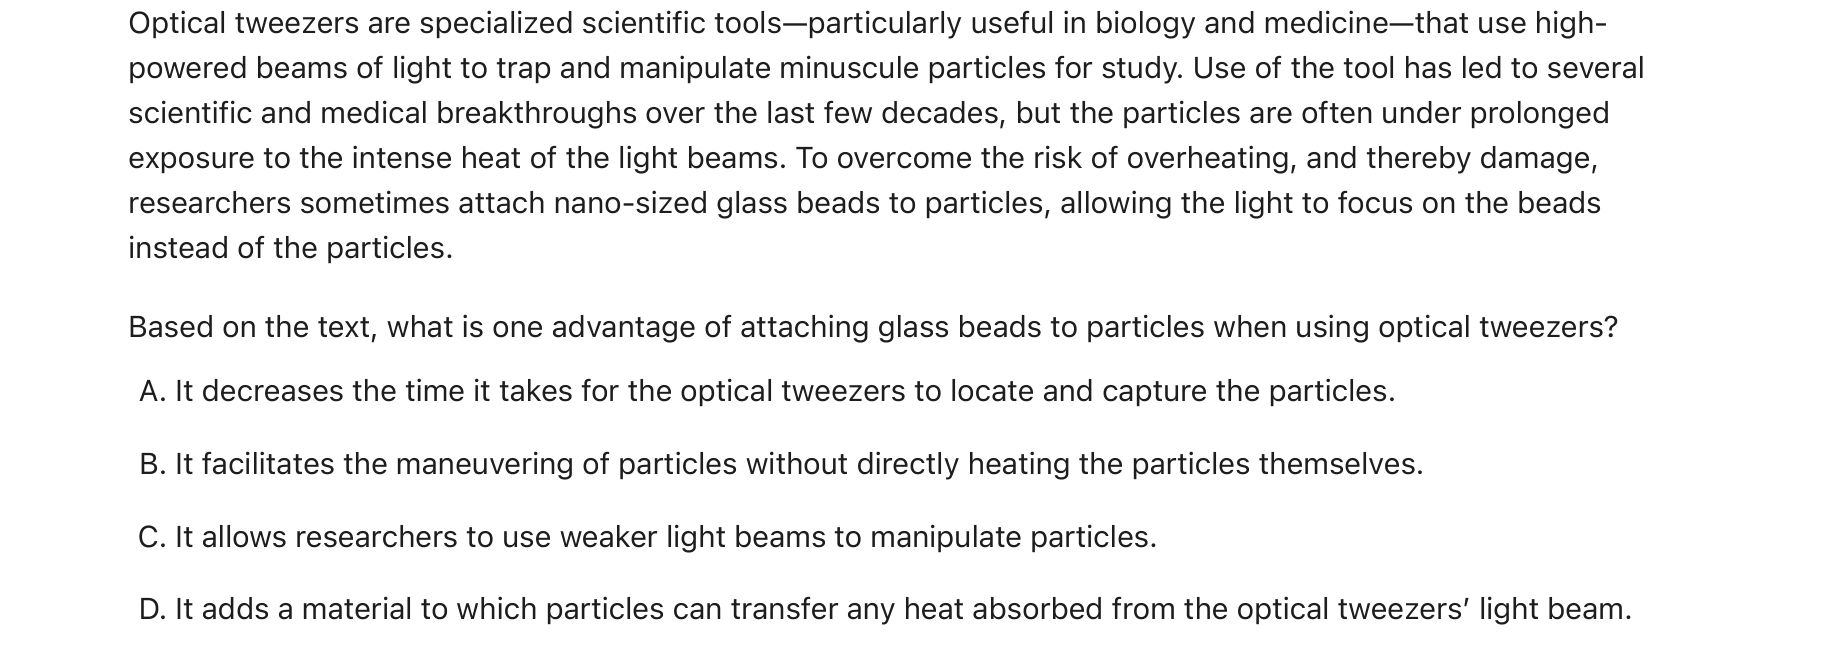 Optical tweezers are specialized scientific tools—particularly useful in biology and medicine—that use high-
powered beams of light to trap and manipulate minuscule particles for study. Use of the tool has led to several
scientific and medical breakthroughs over the last few decades, but the particles are often under prolonged
exposure to the intense heat of the light beams. To overcome the risk of overheating, and thereby damage,
researchers sometimes attach nano-sized glass beads to particles, allowing the light to focus on the beads
instead of the particles.
Based on the text, what is one advantage of attaching glass beads to particles when using optical tweezers?
A. It decreases the time it takes for the optical tweezers to locate and capture the particles.
B. It facilitates the maneuvering of particles without directly heating the particles themselves.
C. It allows researchers to use weaker light beams to manipulate particles.
D. It adds a material to which particles can transfer any heat absorbed from the optical tweezers’ light beam.